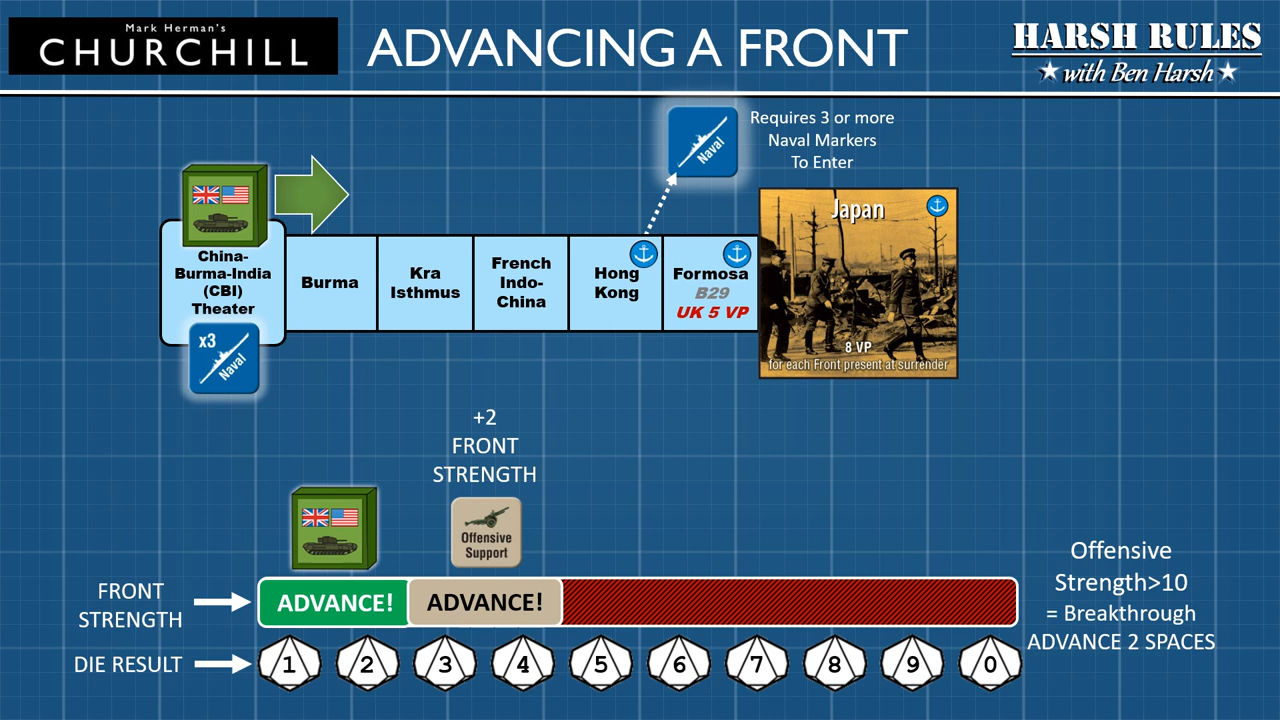 Mark Herman's
CHURCHILL
ADVANCING A FRONT
HARSH RULES
with Ben Harsh
Naval
Requires 3 or more
Naval Markers
To Enter
China-
Burma-India
(CBI)
Theater
x3
Naval
Burma
Kra
Isthmus
French
Indo-
China
Hong
Kong
Formosa
B29
UK 5 VP
Japan
8 VP
for each Front present at surrender
+2
FRONT
STRENGTH
Offensive
Support
FRONT
STRENGTH
ADVANCE!
ADVANCE!
DIE RESULT
1 2 3 4 5 6 7 8 9 0
Offensive
Strength>10
= Breakthrough
ADVANCE 2 SPACES